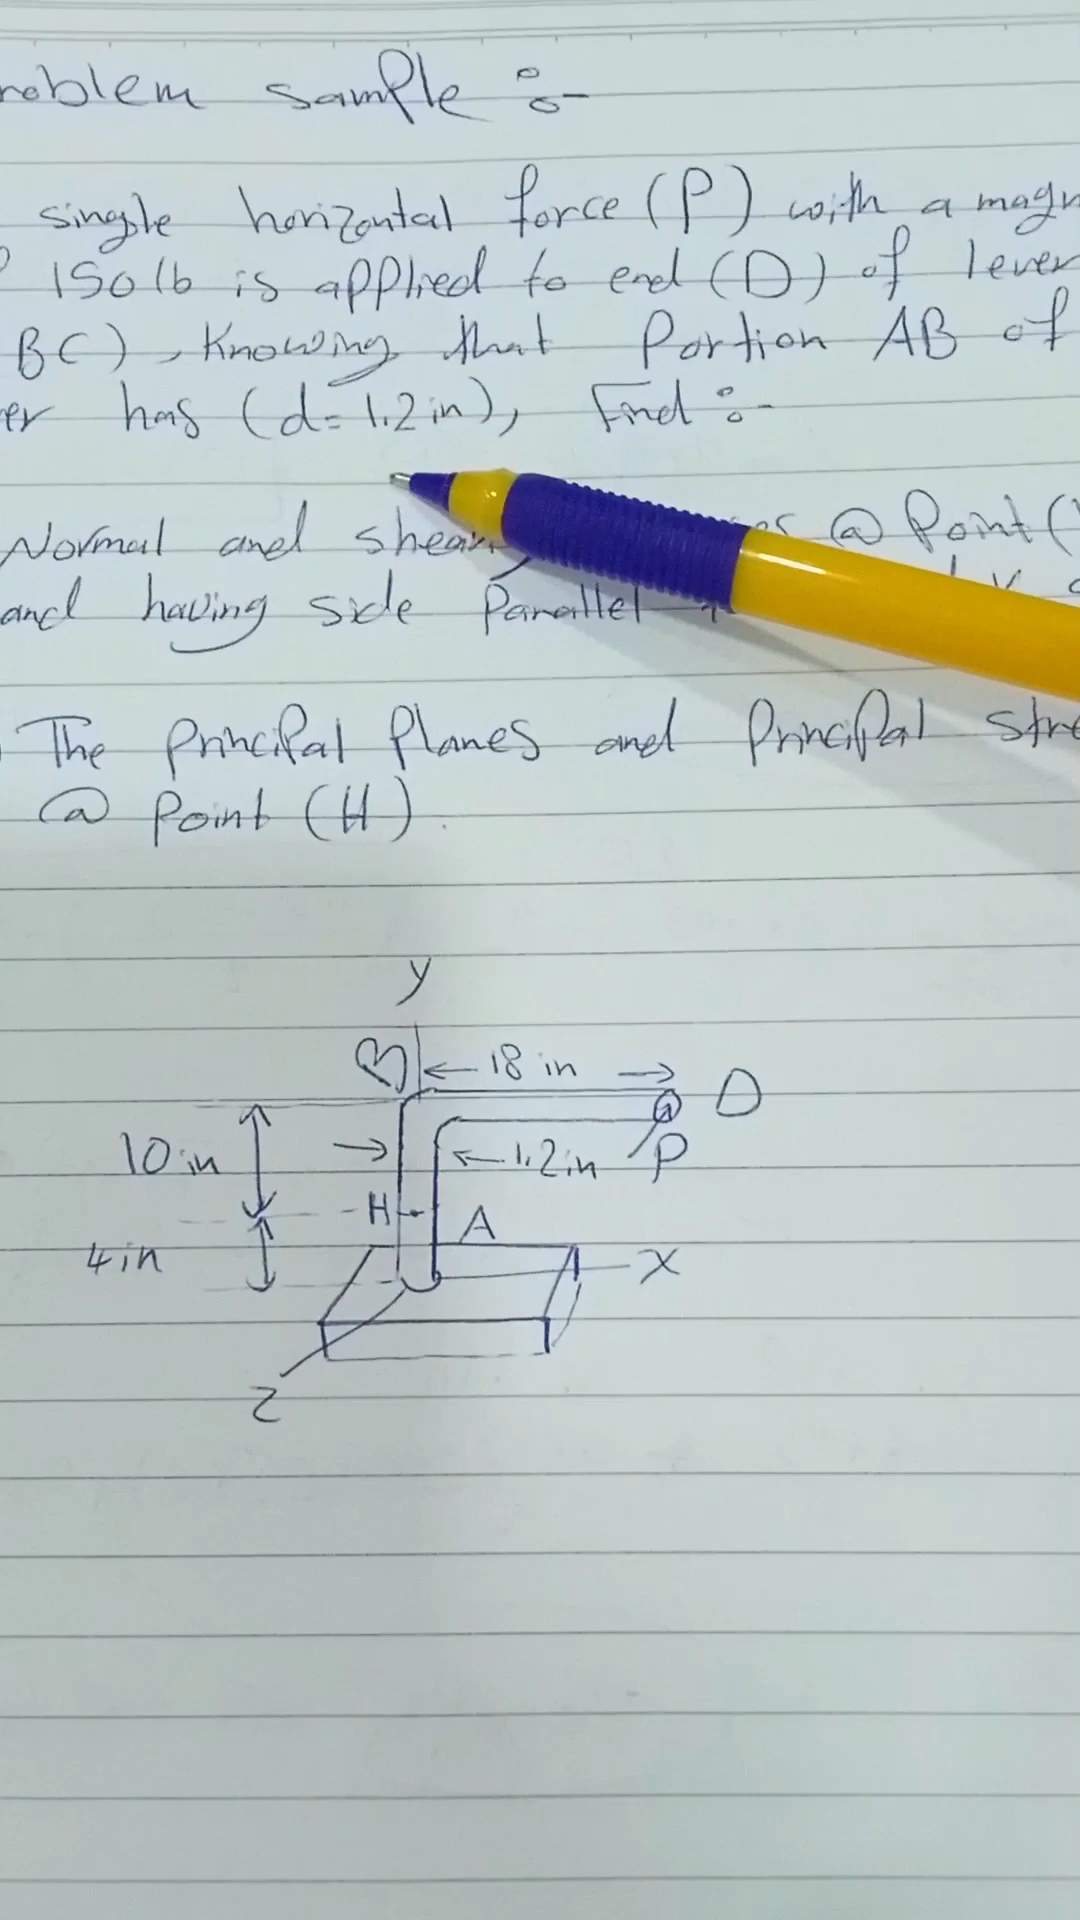 roblem sample :-
single horizontal force (P) with a magn
150 lb is applied to end (D) of lever
BC), Knowing that Portion AB of
er has (d=1.2 in), Find :-
Normal and shear @ Point (
and having side Parallel
The Principal Planes and Principal stre
@ Point (H).
y
B ← 18 in → D
10 in → ← 1.2 in P
H A
4 in x
z